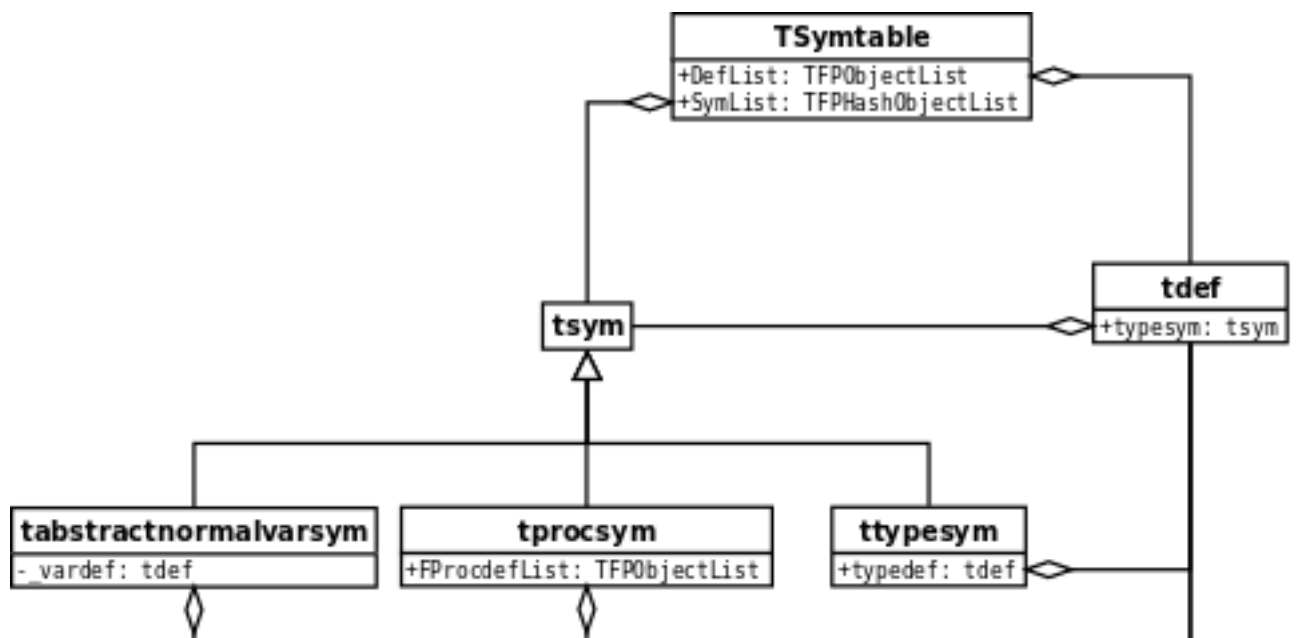 TSymtable
+DefList: TFPObjectList
+SymList: TFPHashObjectList
tdef
+typesym: tsym
tsym
tabstractnormalvarsym
-_vardef: tdef
tprocsym
+FProcdefList: TFPObjectList
ttypesym
+typedef: tdef